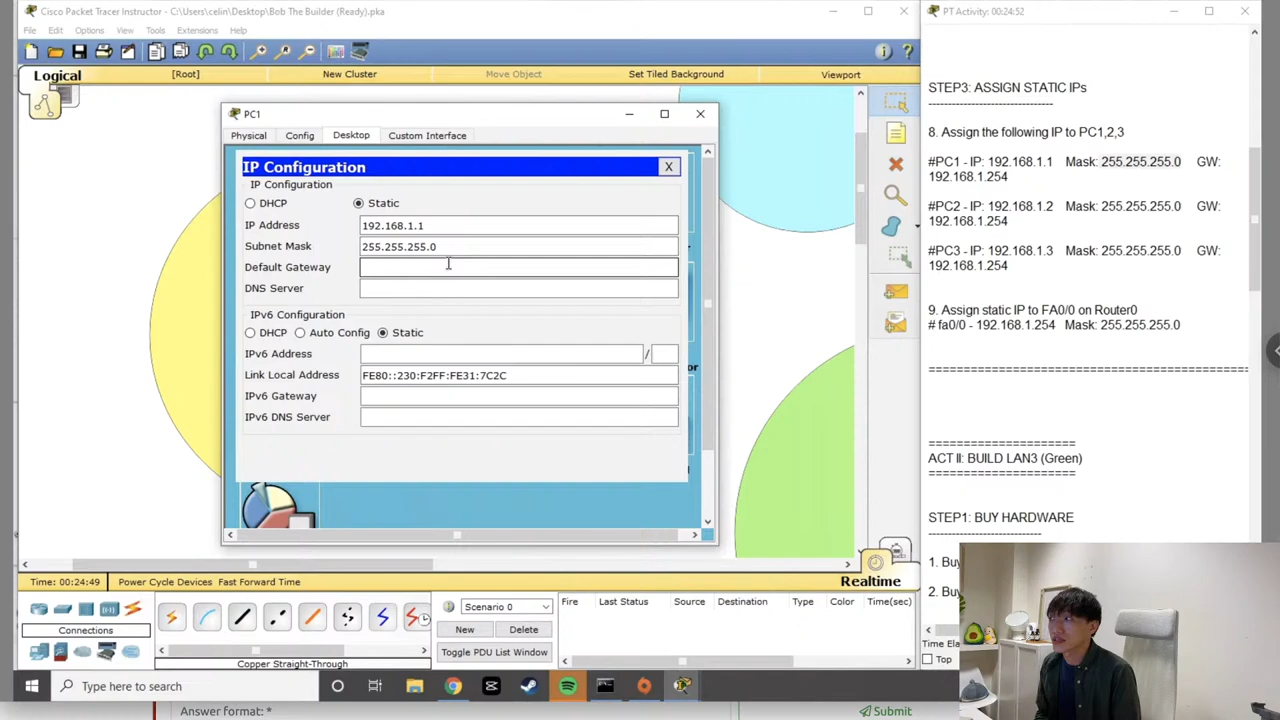 Cisco Packet Tracer Instructor - C:\Users\celin\Desktop\Bob The Builder (Ready).pka
File Edit Options View Tools Extensions Help
Logical [Root] New Cluster Move Object Set Tiled Background Viewport
PC1
Physical Config Desktop Custom Interface
IP Configuration X
IP Configuration
DHCP Static
IP Address 192.168.1.1
Subnet Mask 255.255.255.0
Default Gateway
DNS Server
IPv6 Configuration
DHCP Auto Config Static
IPv6 Address /
Link Local Address FE80::230:F2FF:FE31:7C2C
IPv6 Gateway
IPv6 DNS Server
Time: 00:24:49 Power Cycle Devices Fast Forward Time Realtime
Connections
Copper Straight-Through
Scenario 0
New Delete
Toggle PDU List Window
Fire Last Status Source Destination Type Color Time(sec)
PT Activity: 00:24:52
STEP3: ASSIGN STATIC IPs
-------------------------------
8. Assign the following IP to PC1,2,3
#PC1 - IP: 192.168.1.1 Mask: 255.255.255.0 GW:
192.168.1.254
#PC2 - IP: 192.168.1.2 Mask: 255.255.255.0 GW:
192.168.1.254
#PC3 - IP: 192.168.1.3 Mask: 255.255.255.0 GW:
192.168.1.254
9. Assign static IP to FA0/0 on Router0
# fa0/0 - 192.168.1.254 Mask: 255.255.255.0
==============================================
=====================
ACT II: BUILD LAN3 (Green)
=====================
STEP1: BUY HARDWARE
----------------------------
1. Buy
2. Buy
Time Ela
Top
Type here to search
Answer format: *
Submit